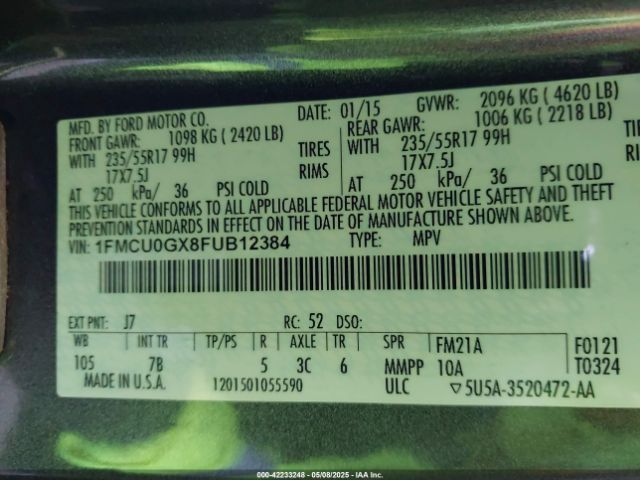 MFD. BY FORD MOTOR CO.
DATE: 01/15 GVWR: 2096 KG ( 4620 LB)
FRONT GAWR: 1098 KG ( 2420 LB) REAR GAWR: 1006 KG ( 2218 LB)
WITH 235/55R17 99H TIRES WITH 235/55R17 99H
17X7.5J RIMS 17X7.5J
AT 250 kPa/ 36 PSI COLD AT 250 kPa/ 36 PSI COLD
THIS VEHICLE CONFORMS TO ALL APPLICABLE FEDERAL MOTOR VEHICLE SAFETY AND THEFT
PREVENTION STANDARDS IN EFFECT ON THE DATE OF MANUFACTURE SHOWN ABOVE.
VIN: 1FMCU0GX8FUB12384 TYPE: MPV
EXT PNT: J7 RC: 52 DSO:
WB INT TR TP/PS R AXLE TR SPR FM21A F0121
105 7B 5 3C 6 MMPP 10A T0324
MADE IN U.S.A. 1201501055590 ULC ▽5U5A-3520472-AA
000-42233248 - 05/08/2025 - IAA Inc.